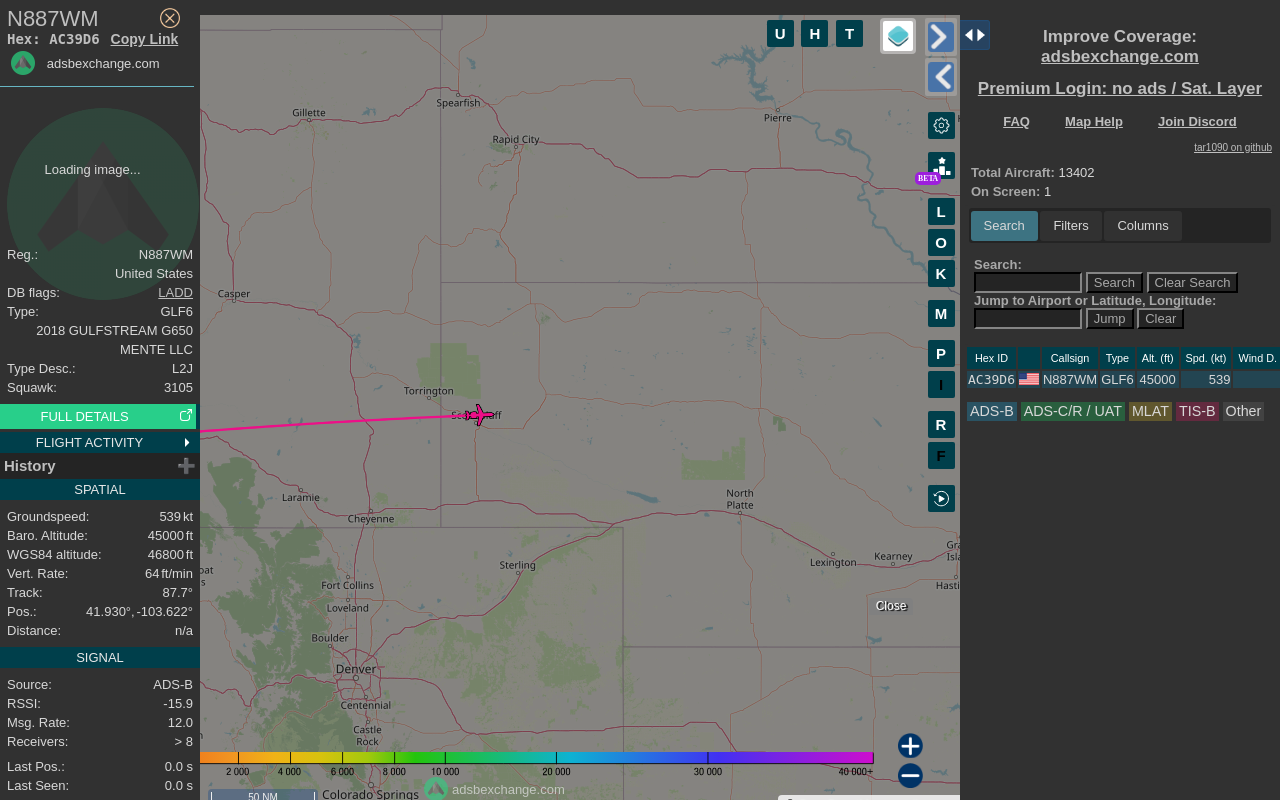 N887WM
Hex: AC39D6 Copy Link
adsbexchange.com
Loading image...
Reg.: N887WM
United States
DB flags: LADD
Type: GLF6
2018 GULFSTREAM G650
MENTE LLC
Type Desc.: L2J
Squawk: 3105
FULL DETAILS
FLIGHT ACTIVITY
History
SPATIAL
Groundspeed: 539 kt
Baro. Altitude: 45000 ft
WGS84 altitude: 46800 ft
Vert. Rate: 64 ft/min
Track: 87.7°
Pos.: 41.930°, -103.622°
Distance: n/a
SIGNAL
Source: ADS-B
RSSI: -15.9
Msg. Rate: 12.0
Receivers: > 8
Last Pos.: 0.0 s
Last Seen: 0.0 s
U H T
BETA
L
O
K
M
P
I
R
F
Gillette
Spearfish
Rapid City
Pierre
Casper
Torrington
Laramie
Cheyenne
North
Platte
Lexington
Kearney
Sterling
Fort Collins
Loveland
Boulder
Denver
Centennial
Castle
Rock
Colorado Springs
Close
2 000 4 000 6 000 8 000 10 000 20 000 30 000 40 000+
adsbexchange.com
50 NM
Improve Coverage:
adsbexchange.com
Premium Login: no ads / Sat. Layer
FAQ Map Help Join Discord
tar1090 on github
Total Aircraft: 13402
On Screen: 1
Search Filters Columns
Search:
Search Clear Search
Jump to Airport or Latitude, Longitude:
Jump Clear
Hex ID Callsign Type Alt. (ft) Spd. (kt) Wind D.
AC39D6 N887WM GLF6 45000 539
ADS-B ADS-C/R / UAT MLAT TIS-B Other